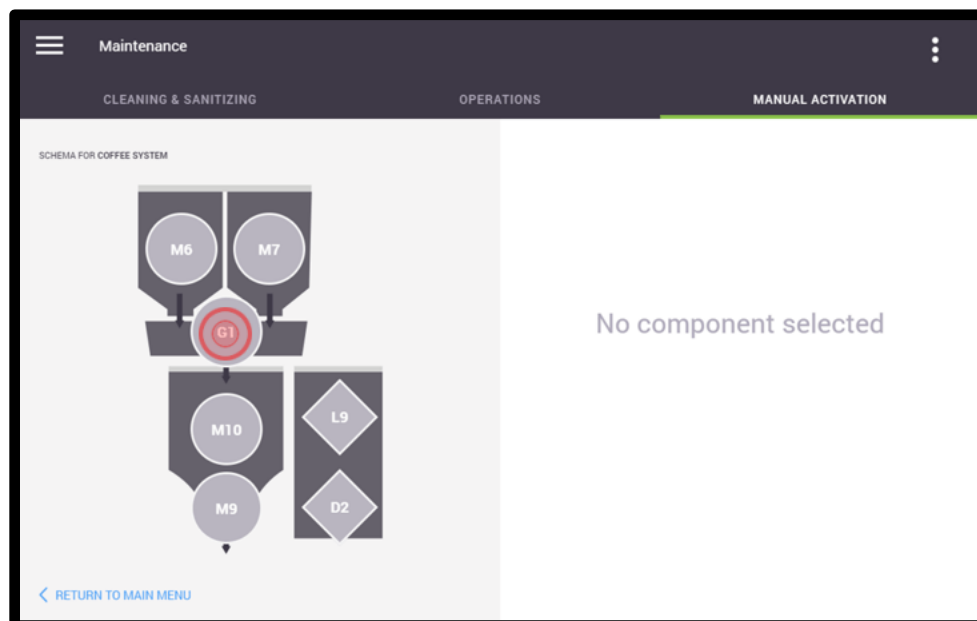 Maintenance
CLEANING & SANITIZING
OPERATIONS
MANUAL ACTIVATION
SCHEMA FOR COFFEE SYSTEM
M6
M7
G1
M10
L9
M9
D2
RETURN TO MAIN MENU
No component selected